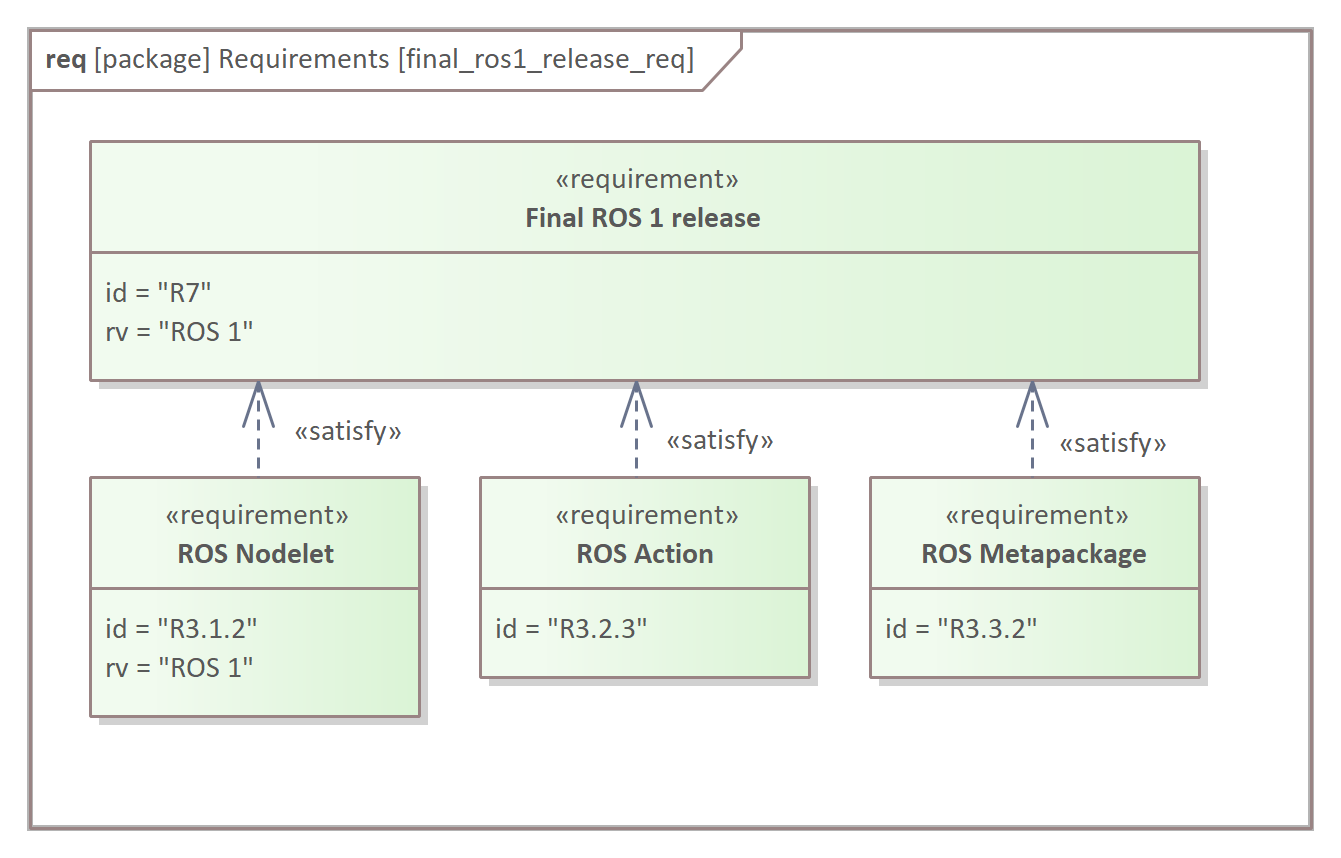 req [package] Requirements [final_ros1_release_req]
«requirement»
Final ROS 1 release
id = "R7"
rv = "ROS 1"
«satisfy»
«satisfy»
«satisfy»
«requirement»
ROS Nodelet
id = "R3.1.2"
rv = "ROS 1"
«requirement»
ROS Action
id = "R3.2.3"
«requirement»
ROS Metapackage
id = "R3.3.2"